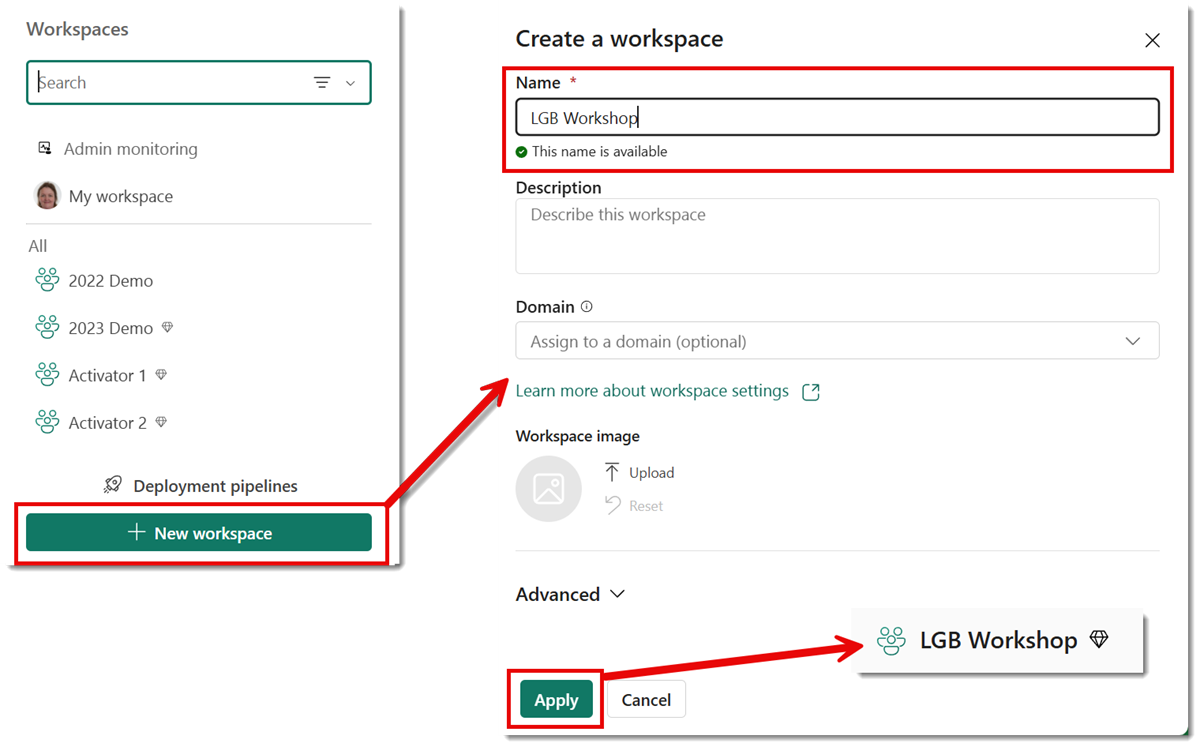 Workspaces
Search
Admin monitoring
My workspace
All
2022 Demo
2023 Demo
Activator 1
Activator 2
Deployment pipelines
New workspace
Create a workspace
Name *
LGB Workshop
This name is available
Description
Describe this workspace
Domain
Assign to a domain (optional)
Learn more about workspace settings
Workspace image
Upload
Reset
Advanced
LGB Workshop
Apply
Cancel